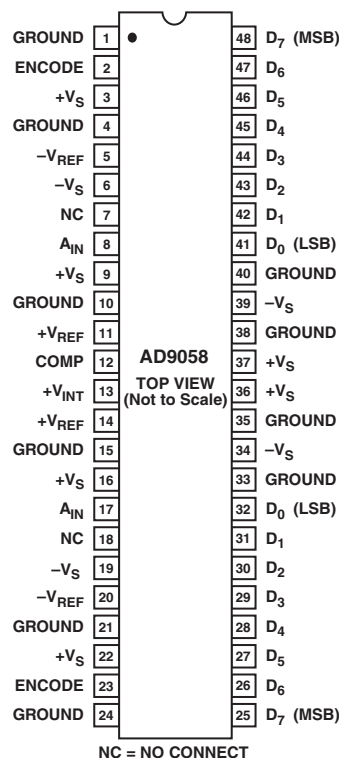 GROUND 1 48 D7 (MSB)
ENCODE 2 47 D6
+VS 3 46 D5
GROUND 4 45 D4
–VREF 5 44 D3
–VS 6 43 D2
NC 7 42 D1
AIN 8 41 D0 (LSB)
+VS 9 40 GROUND
GROUND 10 39 –VS
+VREF 11 38 GROUND
COMP 12 AD9058 37 +VS
TOP VIEW
+VINT 13 (Not to Scale) 36 +VS
+VREF 14 35 GROUND
GROUND 15 34 –VS
+VS 16 33 GROUND
AIN 17 32 D0 (LSB)
NC 18 31 D1
–VS 19 30 D2
–VREF 20 29 D3
GROUND 21 28 D4
+VS 22 27 D5
ENCODE 23 26 D6
GROUND 24 25 D7 (MSB)
NC = NO CONNECT